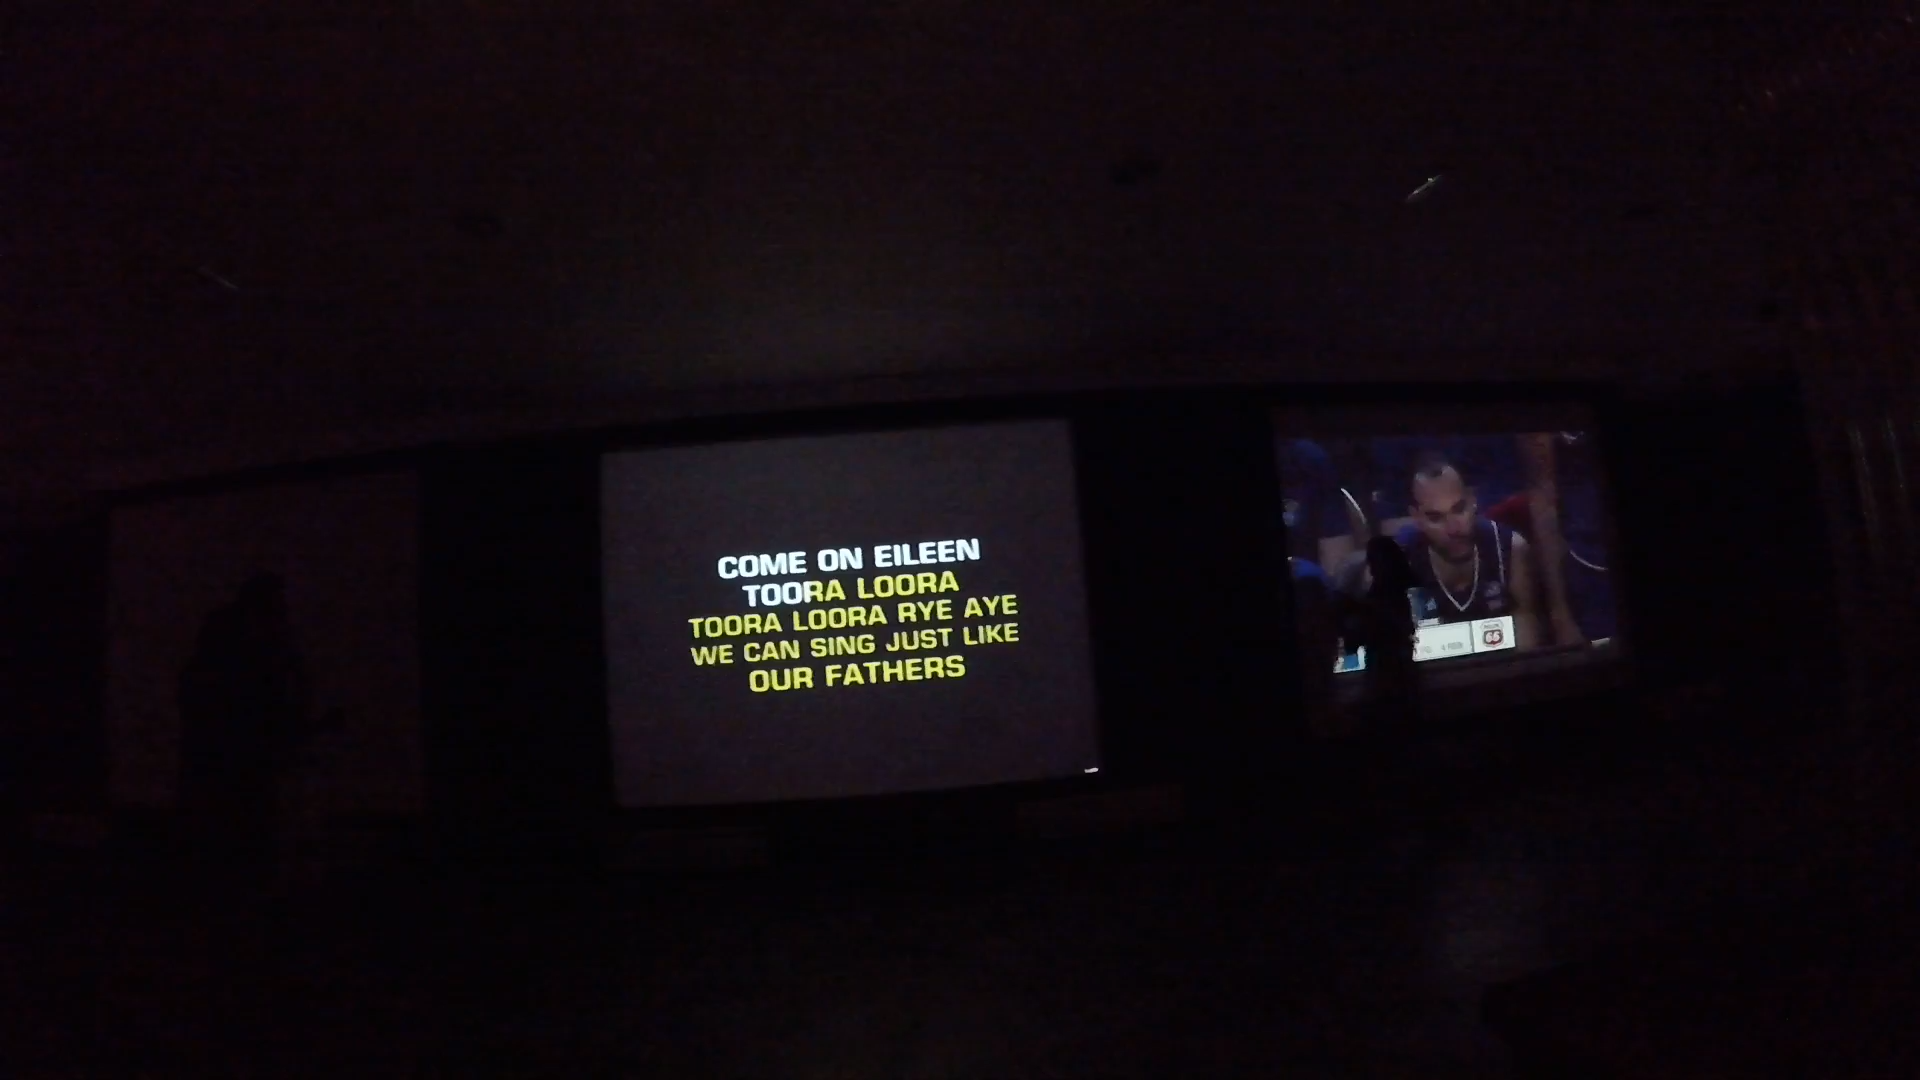 COME ON EILEEN
TOORA LOORA
TOORA LOORA RYE AYE
WE CAN SING JUST LIKE
OUR FATHERS
66